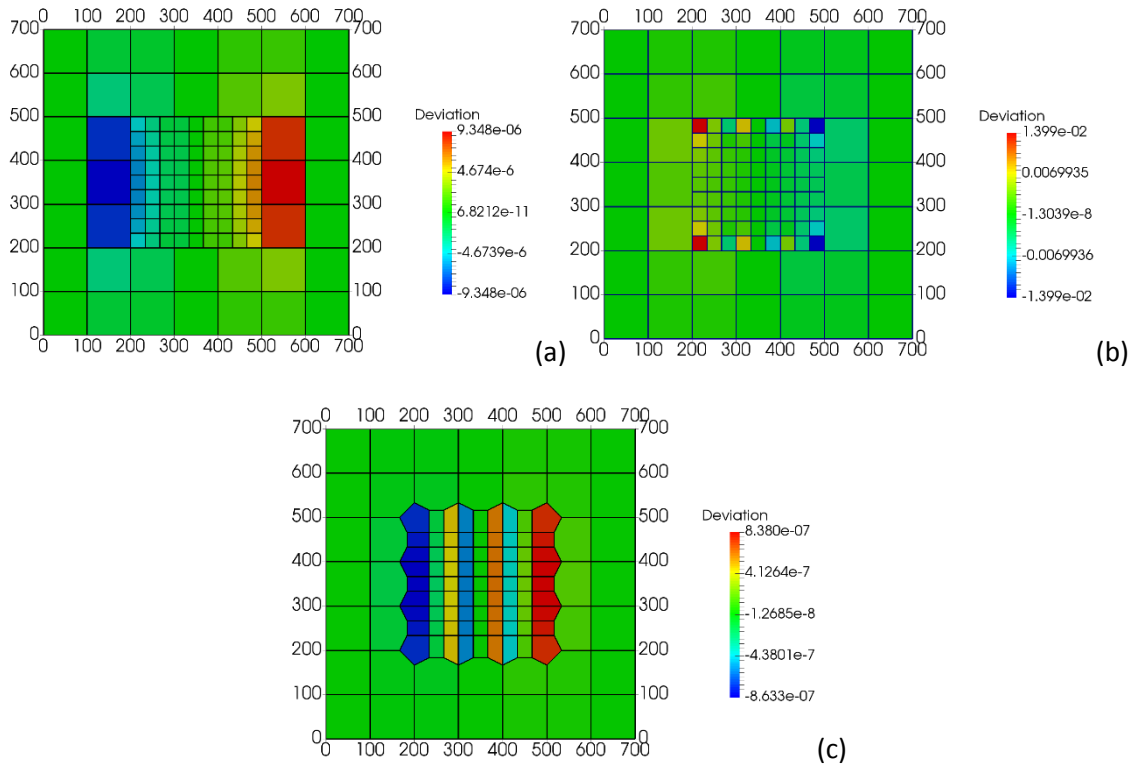 0 100 200 300 400 500 600 700
700 700
600 600
500 500
400 400
300 300
200 200
100 100
0 0
0 100 200 300 400 500 600 700
Deviation
9.348e-06
4.674e-6
6.8212e-11
-4.6739e-6
-9.348e-06
(a)
0 100 200 300 400 500 600 700
700 700
600 600
500 500
400 400
300 300
200 200
100 100
0 0
0 100 200 300 400 500 600 700
Deviation
1.399e-02
0.0069935
-1.3039e-8
-0.0069936
-1.399e-02
(b)
0 100 200 300 400 500 600 700
700 700
600 600
500 500
400 400
300 300
200 200
100 100
0 0
0 100 200 300 400 500 600 700
Deviation
8.380e-07
4.1264e-7
-1.2685e-8
-4.3801e-7
-8.633e-07
(c)